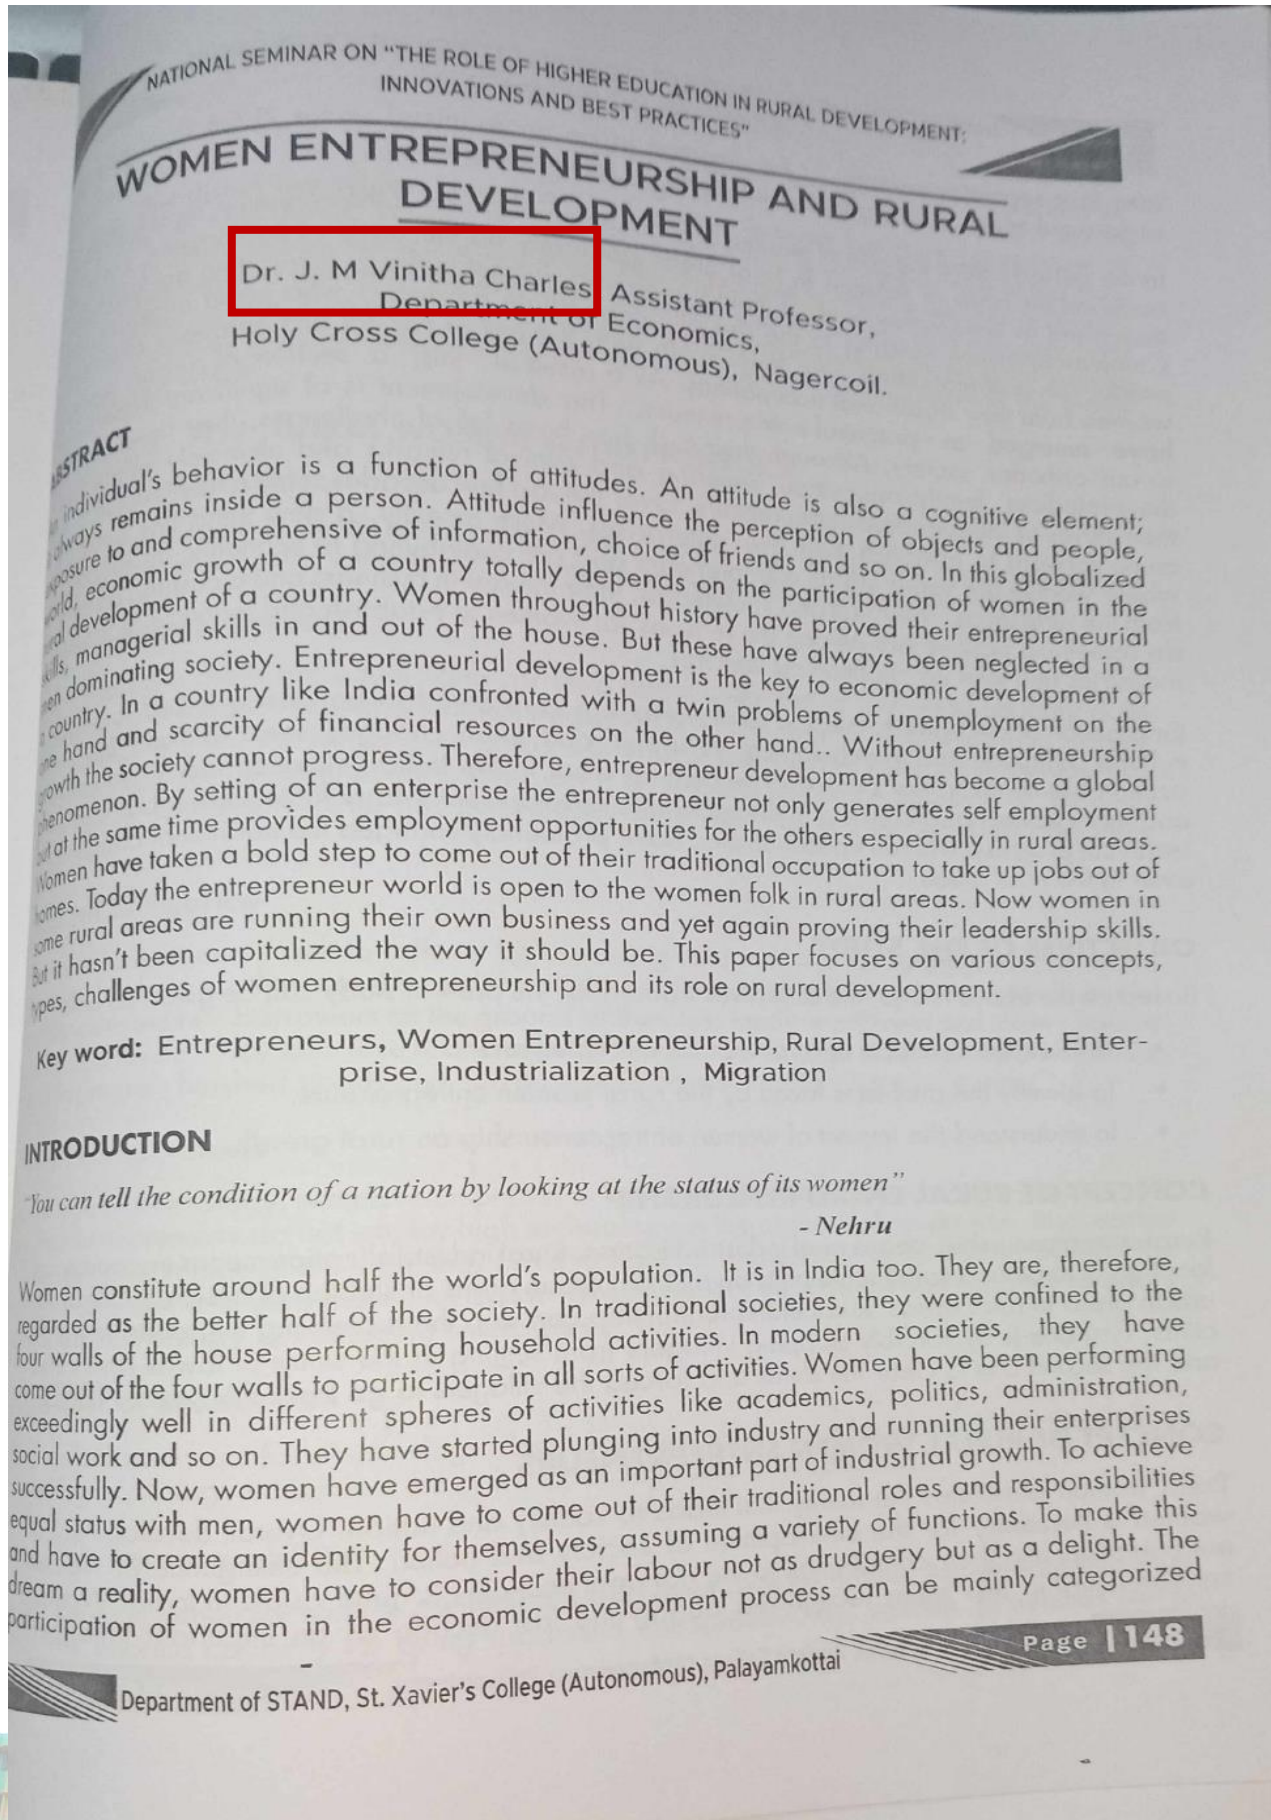 NATIONAL SEMINAR ON "THE ROLE OF HIGHER EDUCATION IN RURAL DEVELOPMENT:
INNOVATIONS AND BEST PRACTICES"
WOMEN ENTREPRENEURSHIP AND RURAL
DEVELOPMENT
Dr. J. M Vinitha Charles, Assistant Professor,
Department of Economics,
Holy Cross College (Autonomous), Nagercoil.
ABSTRACT
individual's behavior is a function of attitudes. An attitude is also a cognitive element;
always remains inside a person. Attitude influence the perception of objects and people,
exposure to and comprehensive of information, choice of friends and so on. In this globalized
world, economic growth of a country totally depends on the participation of women in the
development of a country. Women throughout history have proved their entrepreneurial
skills, managerial skills in and out of the house. But these have always been neglected in a
men dominating society. Entrepreneurial development is the key to economic development of
country. In a country like India confronted with a twin problems of unemployment on the
one hand and scarcity of financial resources on the other hand.. Without entrepreneurship
growth the society cannot progress. Therefore, entrepreneur development has become a global
phenomenon. By setting of an enterprise the entrepreneur not only generates self employment
but at the same time provides employment opportunities for the others especially in rural areas.
Women have taken a bold step to come out of their traditional occupation to take up jobs out of
homes. Today the entrepreneur world is open to the women folk in rural areas. Now women in
some rural areas are running their own business and yet again proving their leadership skills.
But it hasn't been capitalized the way it should be. This paper focuses on various concepts,
types, challenges of women entrepreneurship and its role on rural development.
Key word: Entrepreneurs, Women Entrepreneurship, Rural Development, Enter-
prise, Industrialization , Migration
INTRODUCTION
"You can tell the condition of a nation by looking at the status of its women"
- Nehru
Women constitute around half the world's population. It is in India too. They are, therefore,
regarded as the better half of the society. In traditional societies, they were confined to the
four walls of the house performing household activities. In modern societies, they have
come out of the four walls to participate in all sorts of activities. Women have been performing
exceedingly well in different spheres of activities like academics, politics, administration,
social work and so on. They have started plunging into industry and running their enterprises
successfully. Now, women have emerged as an important part of industrial growth. To achieve
equal status with men, women have to come out of their traditional roles and responsibilities
and have to create an identity for themselves, assuming a variety of functions. To make this
dream a reality, women have to consider their labour not as drudgery but as a delight. The
participation of women in the economic development process can be mainly categorized
Page | 148
Department of STAND, St. Xavier's College (Autonomous), Palayamkottai